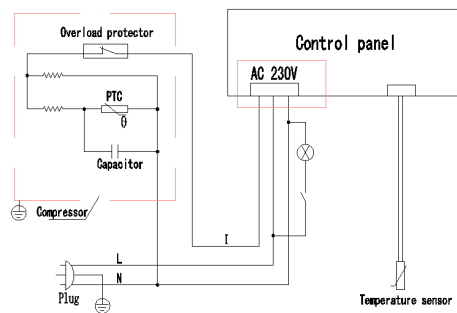 Overload protector
Control panel
AC 230V
PTC
θ
Capacitor
Compressor
I
L
N
Plug
Temperature sensor